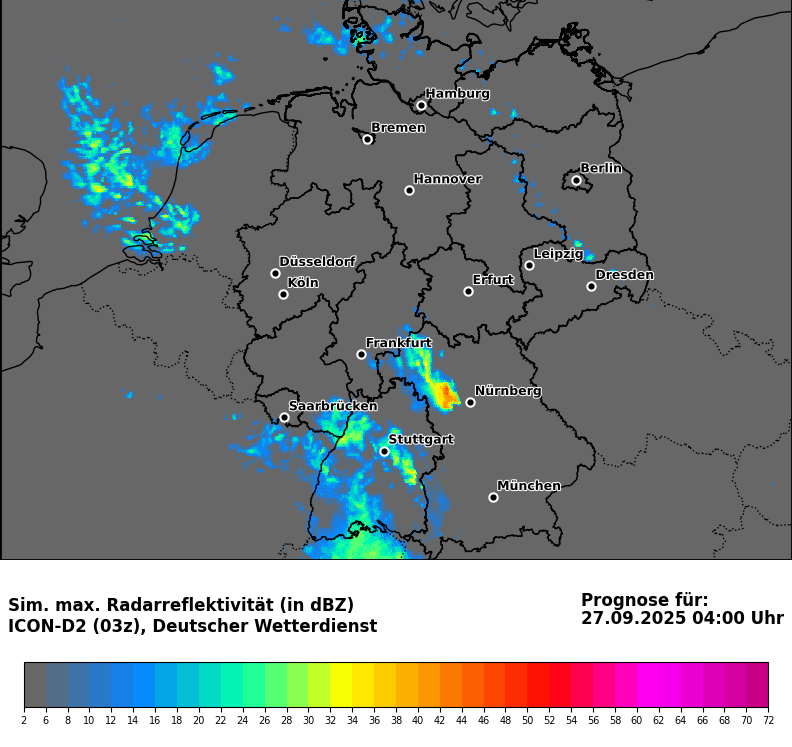 Hamburg
Bremen
Berlin
Hannover
Leipzig
Düsseldorf
Dresden
Erfurt
Köln
Frankfurt
Nürnberg
Saarbrücken
Stuttgart
München
Sim. max. Radarreflektivität (in dBZ)
ICON-D2 (03z), Deutscher Wetterdienst
Prognose für:
27.09.2025 04:00 Uhr
2 6 8 10 12 14 16 18 20 22 24 26 28 30 32 34 36 38 40 42 44 46 48 50 52 54 56 58 60 62 64 66 68 70 72